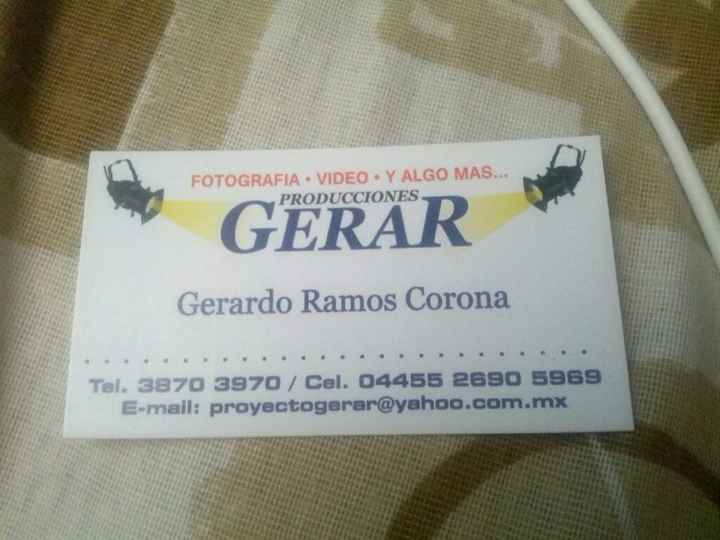 FOTOGRAFIA • VIDEO • Y ALGO MAS...
PRODUCCIONES
GERAR
Gerardo Ramos Corona
Tel. 3870 3970 / Cel. 04455 2690 5969
E-mail: proyectogerar@yahoo.com.mx